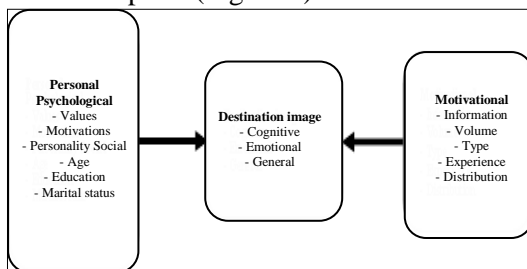 Personal
Psychological
- Values
- Motivations
- Personality Social
- Age
- Education
- Marital status
Destination image
- Cognitive
- Emotional
- General
Motivational
- Information
- Volume
- Type
- Experience
- Distribution